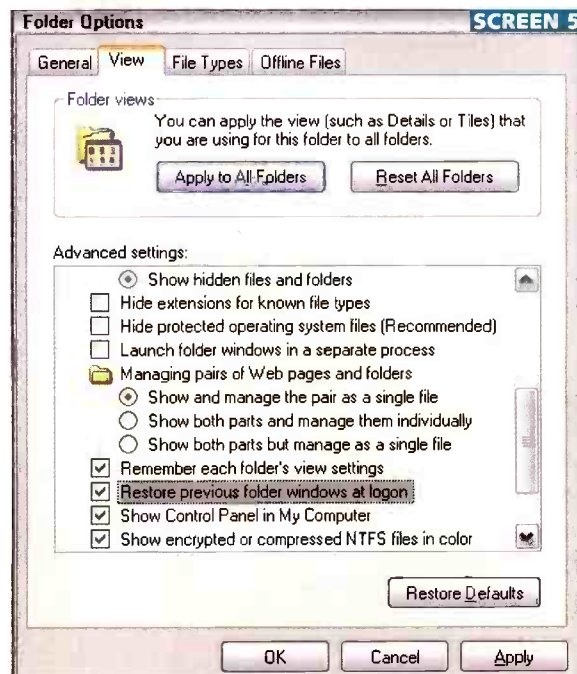 Folder Options
SCREEN 5
General
View
File Types
Offline Files
Folder views
You can apply the view (such as Details or Tiles) that
you are using for this folder to all folders.
Apply to All Folders
Reset All Folders
Advanced settings:
Show hidden files and folders
Hide extensions for known file types
Hide protected operating system files (Recommended)
Launch folder windows in a separate process
Managing pairs of Web pages and folders
Show and manage the pair as a single file
Show both parts and manage them individually
Show both parts but manage as a single file
Remember each folder's view settings
Restore previous folder windows at logon
Show Control Panel in My Computer
Show encrypted or compressed NTFS files in color
Restore Defaults
OK
Cancel
Apply